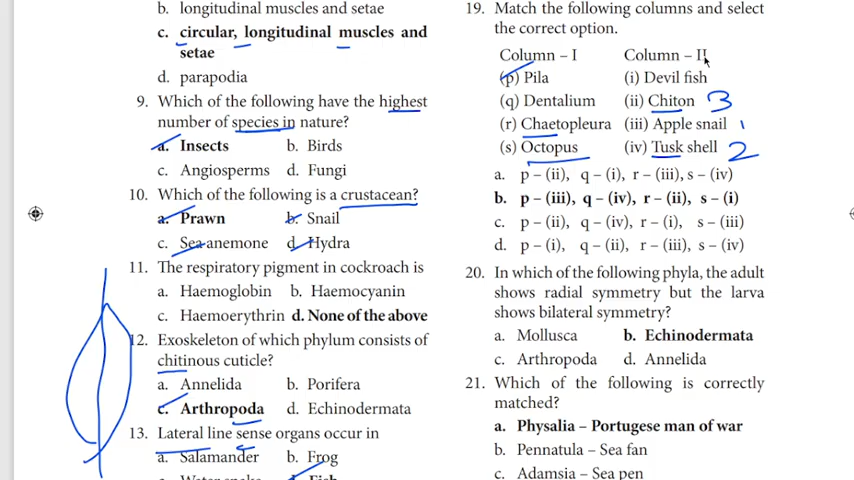 b. longitudinal muscles and setae
c. circular, longitudinal muscles and
setae
d. parapodia
9. Which of the following have the highest
number of species in nature?
a. Insects b. Birds
c. Angiosperms d. Fungi
10. Which of the following is a crustacean?
a. Prawn b. Snail
c. Sea anemone d. Hydra
11. The respiratory pigment in cockroach is
a. Haemoglobin b. Haemocyanin
c. Haemoerythrin d. None of the above
12. Exoskeleton of which phylum consists of
chitinous cuticle?
a. Annelida b. Porifera
c. Arthropoda d. Echinodermata
13. Lateral line sense organs occur in
a. Salamander b. Frog
d. Fish
19. Match the following columns and select
the correct option.
Column – I Column – II
(p) Pila (i) Devil fish
(q) Dentalium (ii) Chiton 3
(r) Chaetopleura (iii) Apple snail 1
(s) Octopus (iv) Tusk shell 2
a. p – (ii), q – (i), r – (iii), s – (iv)
b. p – (iii), q – (iv), r – (ii), s – (i)
c. p – (ii), q – (iv), r – (i), s – (iii)
d. p – (i), q – (ii), r – (iii), s – (iv)
20. In which of the following phyla, the adult
shows radial symmetry but the larva
shows bilateral symmetry?
a. Mollusca b. Echinodermata
c. Arthropoda d. Annelida
21. Which of the following is correctly
matched?
a. Physalia – Portugese man of war
b. Pennatula – Sea fan
c. Adamsia – Sea pen